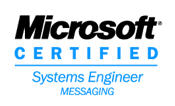 Microsoft®
CERTIFIED
Systems Engineer
MESSAGING